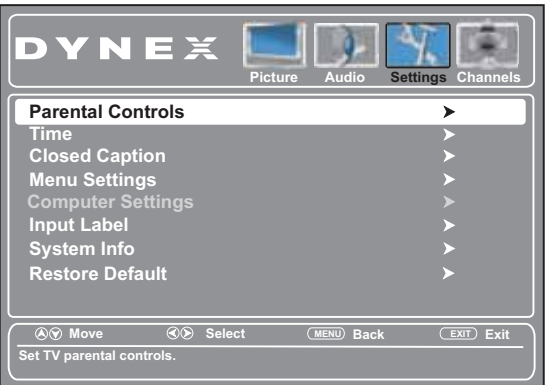 DYNEX
Picture Audio Settings Channels
Parental Controls
Time
Closed Caption
Menu Settings
Computer Settings
Input Label
System Info
Restore Default
Move Select MENU Back EXIT Exit
Set TV parental controls.